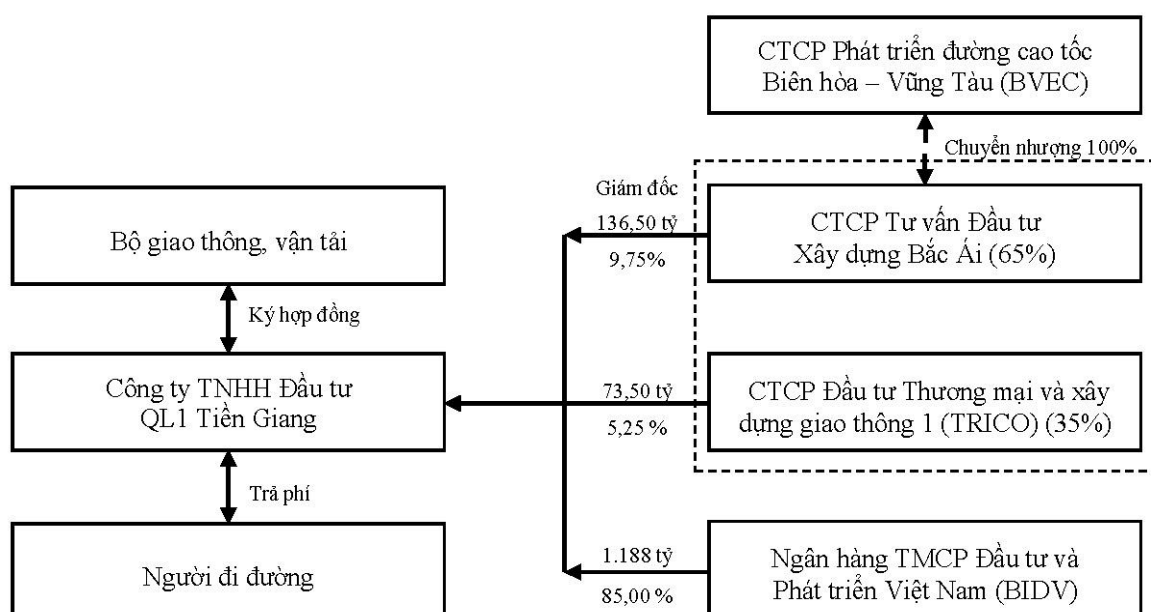 CTCP Phát triển đường cao tốc
Biên hòa – Vũng Tàu (BVEC)
Chuyển nhượng 100%
Bộ giao thông, vận tải
Ký hợp đồng
Công ty TNHH Đầu tư
QL1 Tiền Giang
Trả phí
Người đi đường
Giám đốc
136,50 tỷ
9,75%
CTCP Tư vấn Đầu tư
Xây dựng Bắc Ái (65%)
73,50 tỷ
5,25 %
CTCP Đầu tư Thương mại và xây
dựng giao thông 1 (TRICO) (35%)
1.188 tỷ
85,00 %
Ngân hàng TMCP Đầu tư và
Phát triển Việt Nam (BIDV)